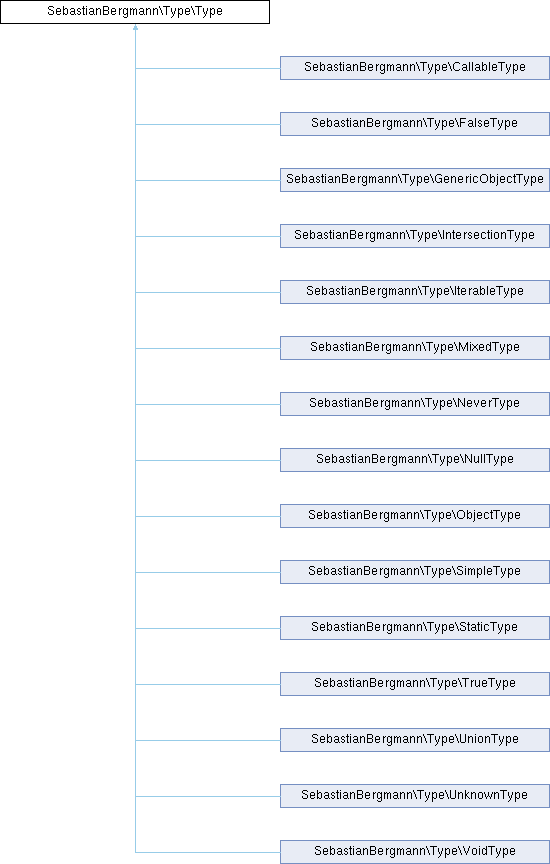 SebastianBergmann\Type\Type
SebastianBergmann\Type\CallableType
SebastianBergmann\Type\FalseType
SebastianBergmann\Type\GenericObjectType
SebastianBergmann\Type\IntersectionType
SebastianBergmann\Type\IterableType
SebastianBergmann\Type\MixedType
SebastianBergmann\Type\NeverType
SebastianBergmann\Type\NullType
SebastianBergmann\Type\ObjectType
SebastianBergmann\Type\SimpleType
SebastianBergmann\Type\StaticType
SebastianBergmann\Type\TrueType
SebastianBergmann\Type\UnionType
SebastianBergmann\Type\UnknownType
SebastianBergmann\Type\VoidType